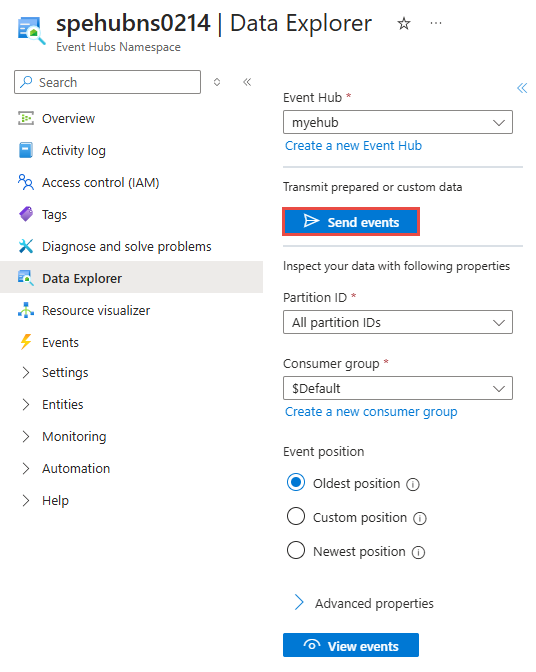 spehubns0214 | Data Explorer
Event Hubs Namespace
Search
Overview
Activity log
Access control (IAM)
Tags
Diagnose and solve problems
Data Explorer
Resource visualizer
Events
Settings
Entities
Monitoring
Automation
Help
Event Hub *
myehub
Create a new Event Hub
Transmit prepared or custom data
Send events
Inspect your data with following properties
Partition ID *
All partition IDs
Consumer group *
$Default
Create a new consumer group
Event position
Oldest position
Custom position
Newest position
Advanced properties
View events